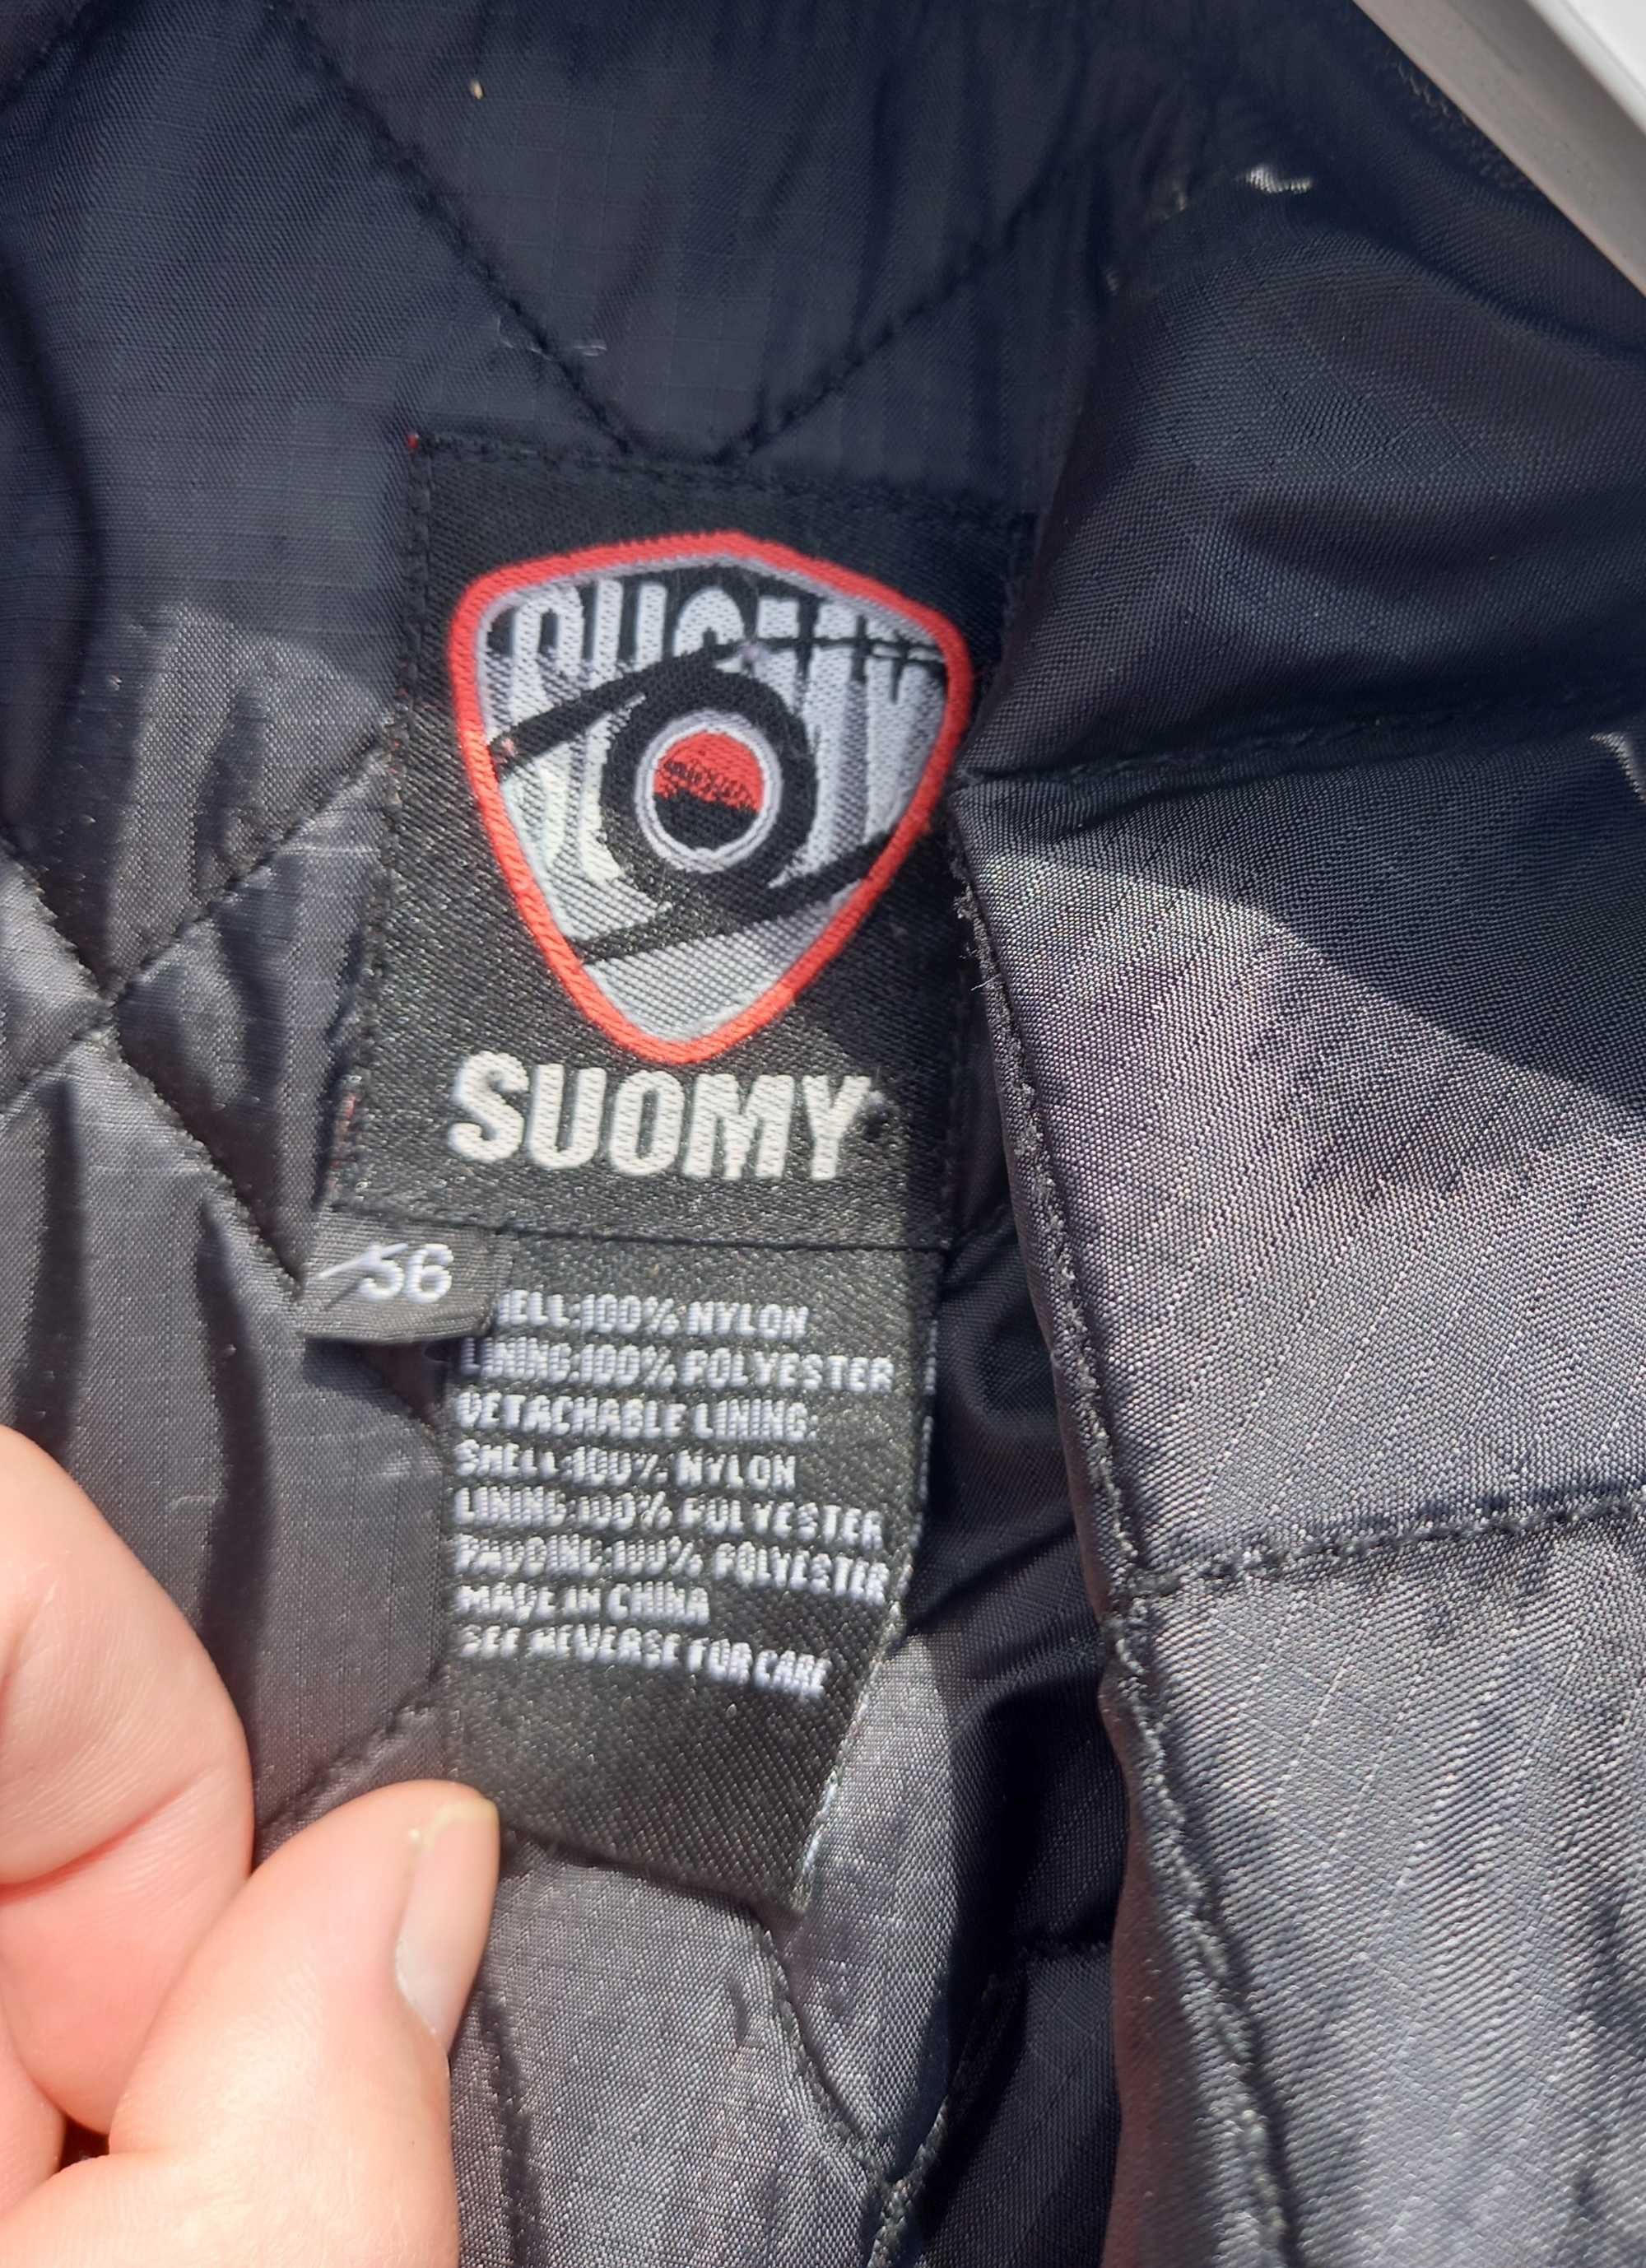 SUOMY
56
ELL:100% NYLON
LINING:100% POLYESTER
DETACHABLE LINING:
SHELL:100% NYLON
LINING:100% POLYESTER
PADDING:100% POLYESTER
MADE IN CHINA
SEE REVERSE FOR CARE